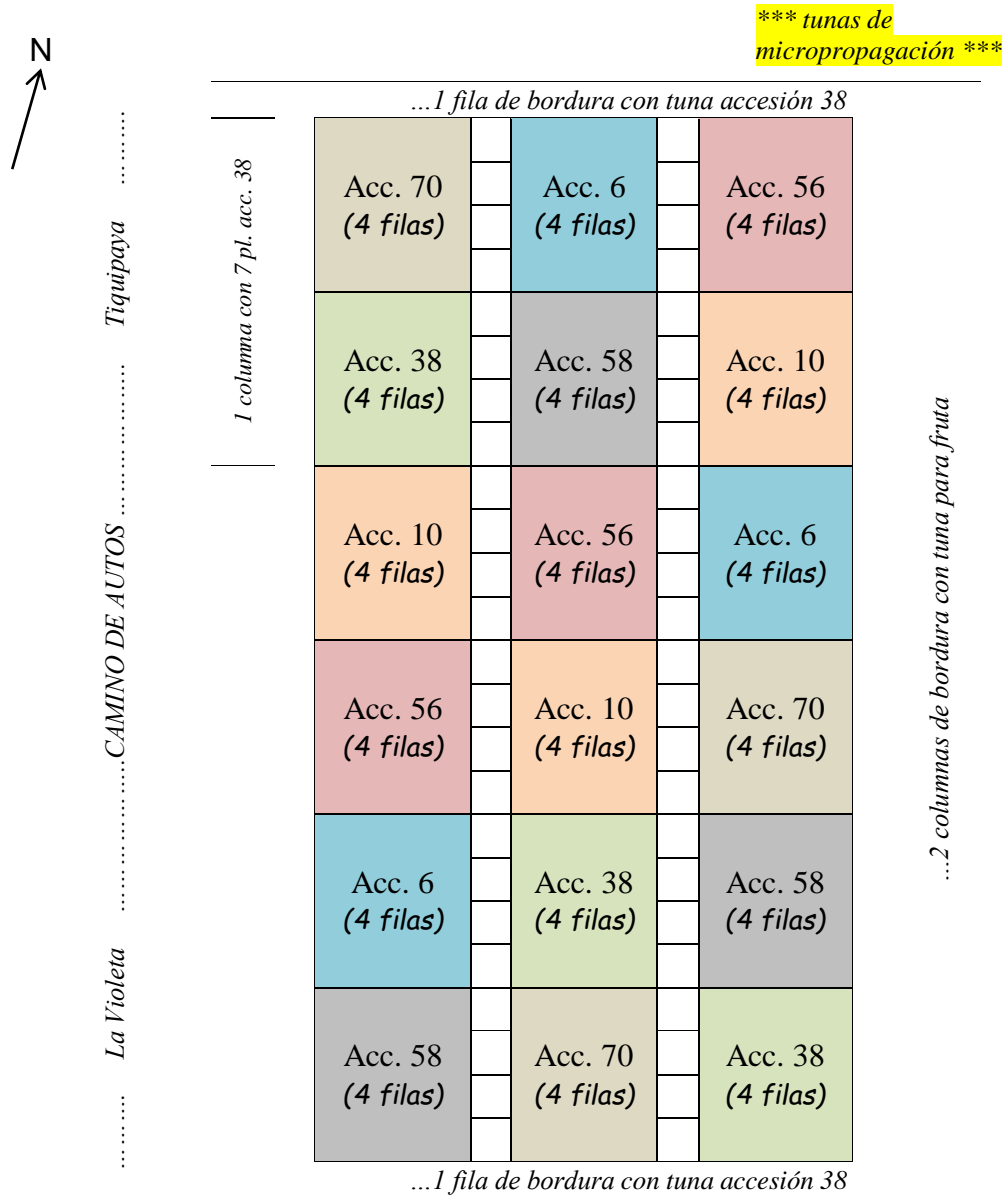 *** tunas de
micropropagación ***
N
...1 fila de bordura con tuna accesión 38
1 columna con 7 pl. acc. 38
Acc. 70
(4 filas)
Acc. 6
(4 filas)
Acc. 56
(4 filas)
Acc. 38
(4 filas)
Acc. 58
(4 filas)
Acc. 10
(4 filas)
Acc. 10
(4 filas)
Acc. 56
(4 filas)
Acc. 6
(4 filas)
Acc. 56
(4 filas)
Acc. 10
(4 filas)
Acc. 70
(4 filas)
Acc. 6
(4 filas)
Acc. 38
(4 filas)
Acc. 58
(4 filas)
Acc. 58
(4 filas)
Acc. 70
(4 filas)
Acc. 38
(4 filas)
……… La Violeta …………………CAMINO DE AUTOS………………… Tiquipaya ………
...2 columnas de bordura con tuna para fruta
...1 fila de bordura con tuna accesión 38